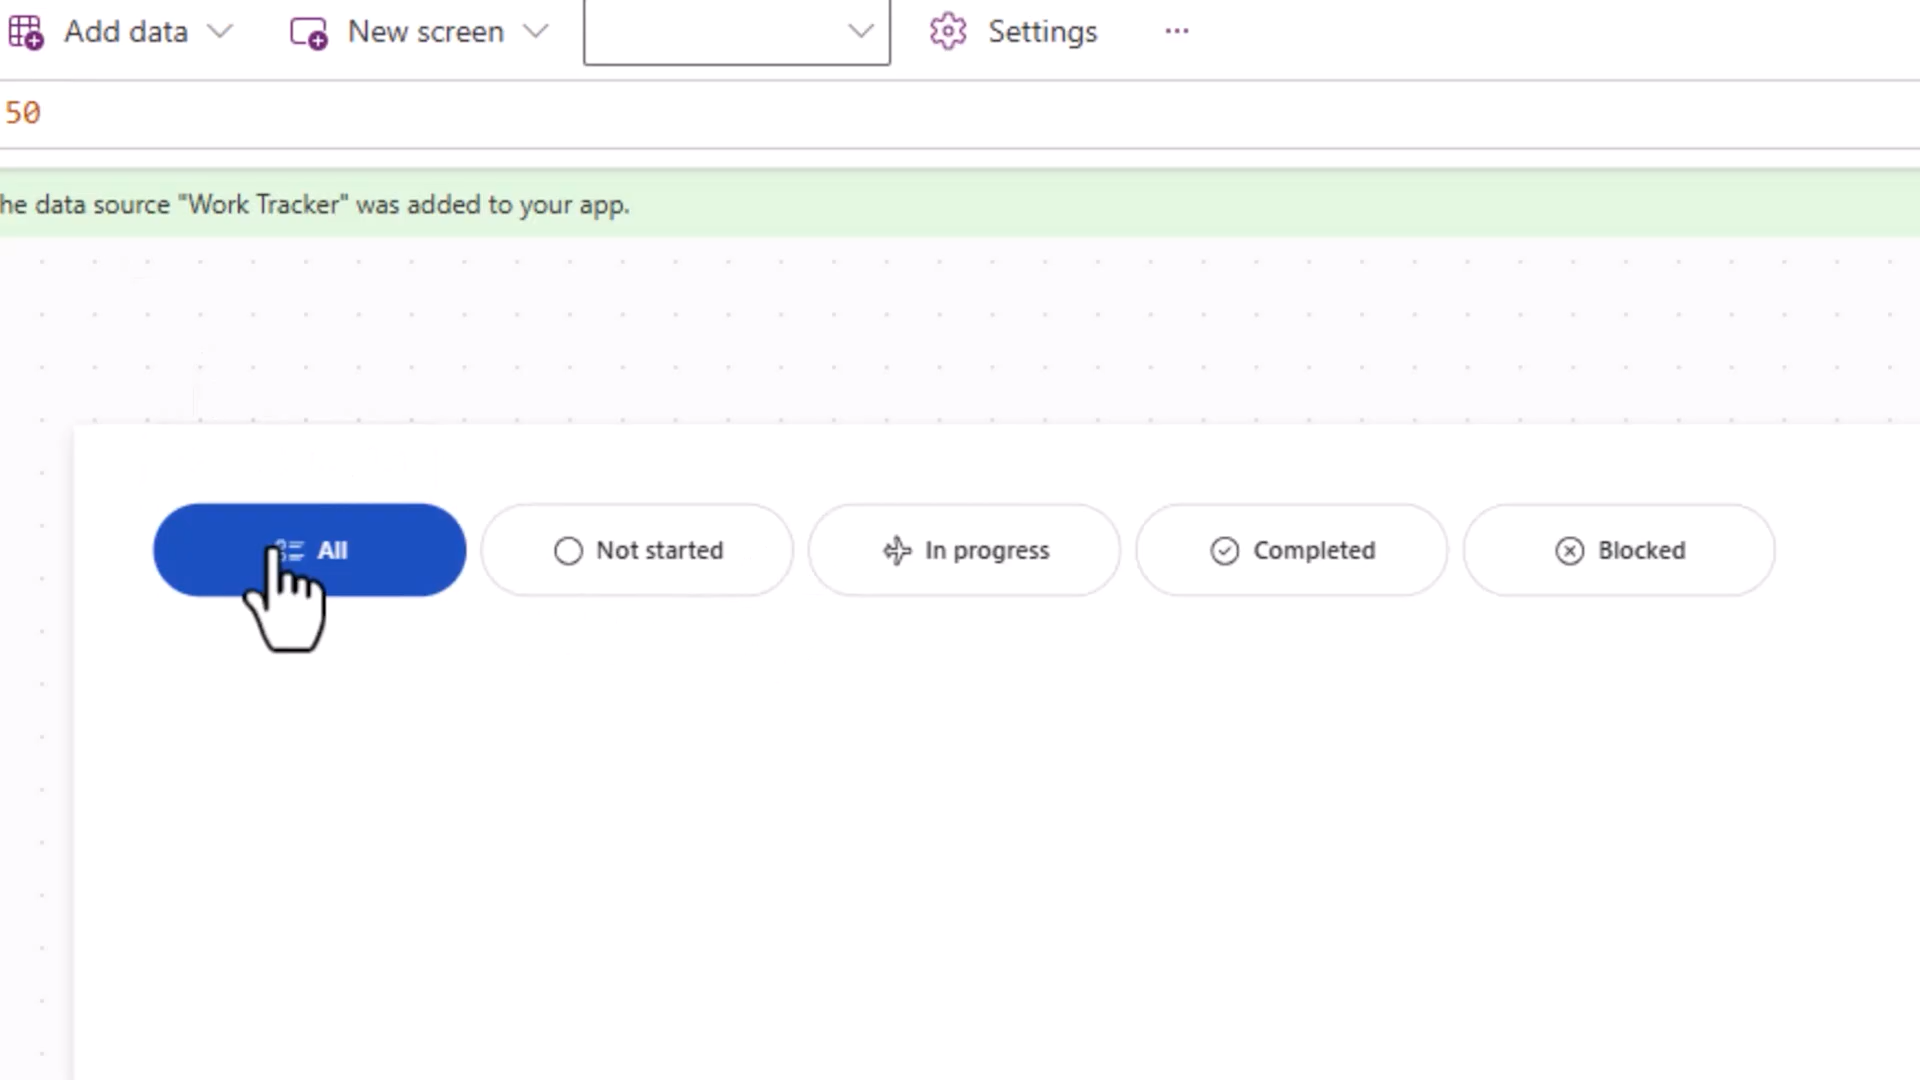 Add data New screen Settings ...
50
he data source "Work Tracker" was added to your app.
All Not started In progress Completed Blocked